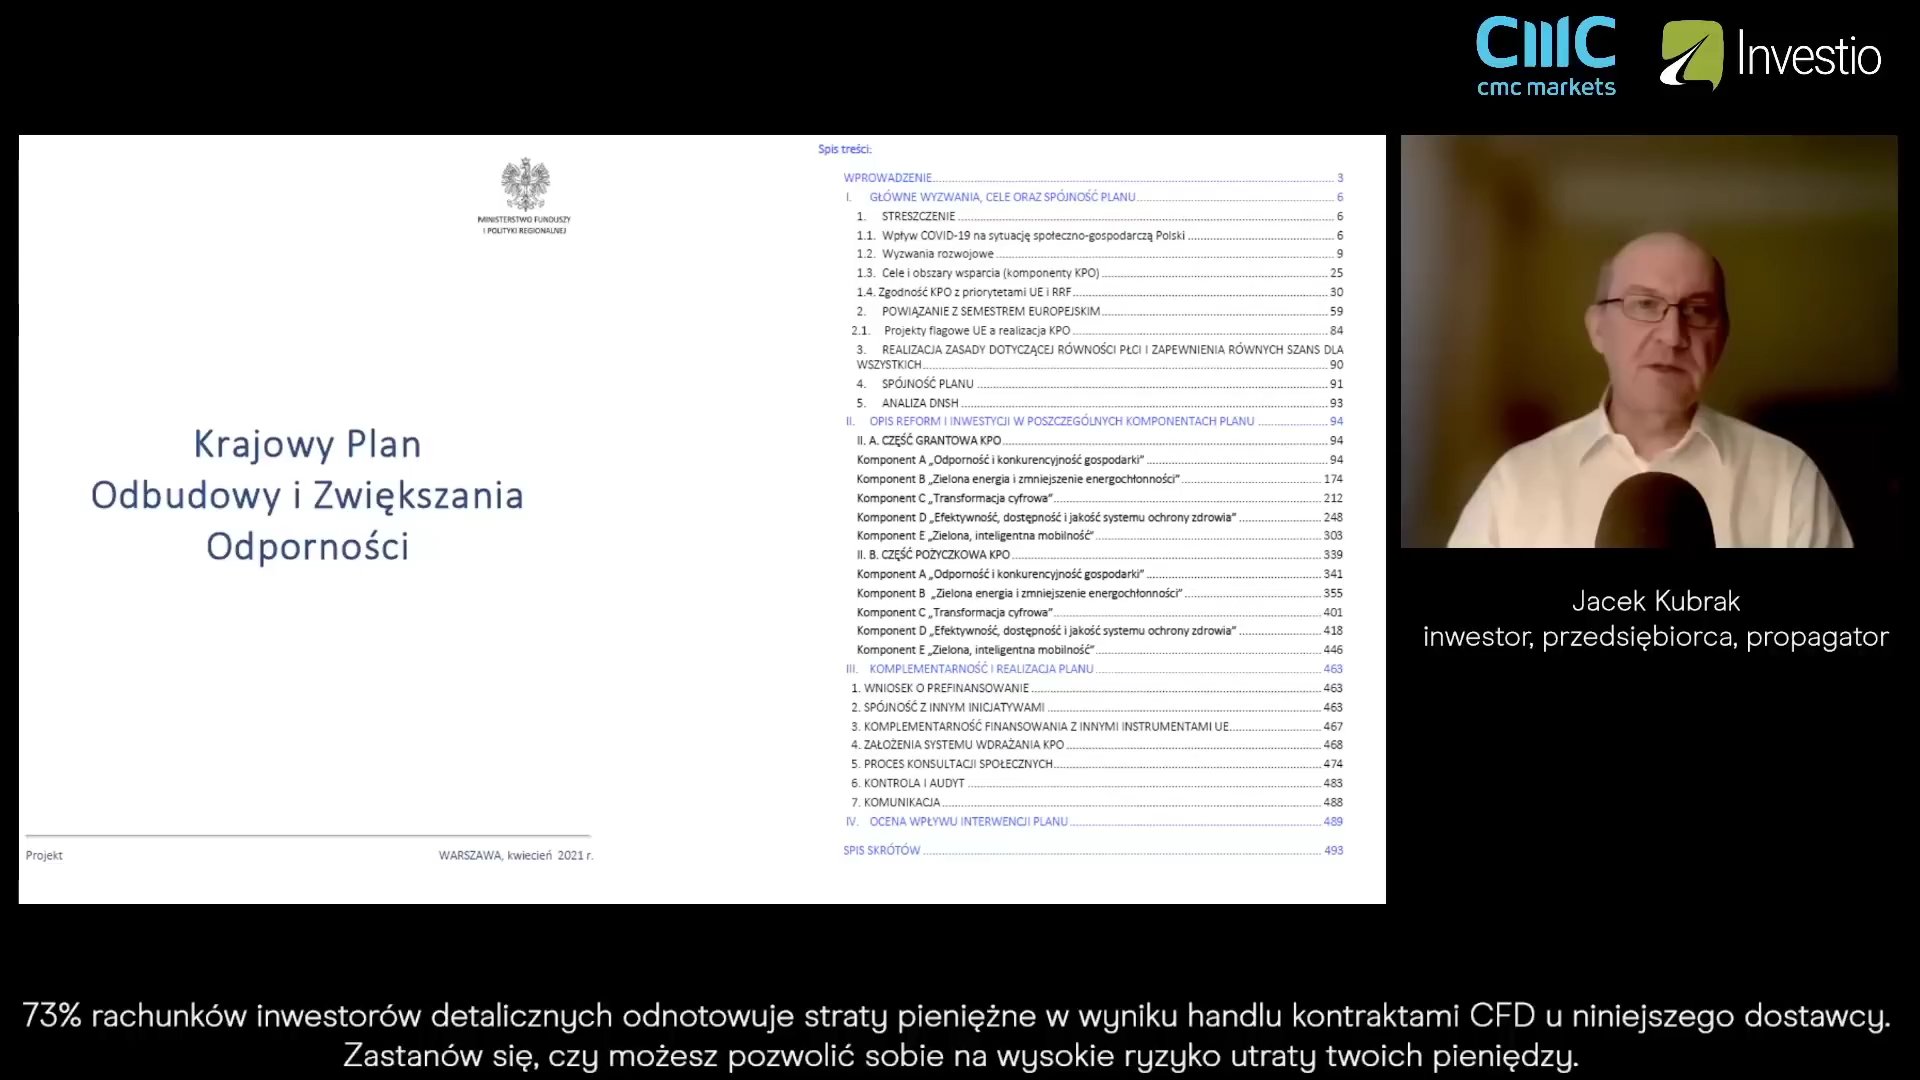 CMC
cmc markets
Investio
MINISTERSTWO FUNDUSZY
I POLITYKI REGIONALNEJ
Krajowy Plan
Odbudowy i Zwiększania
Odporności
Projekt
WARSZAWA, kwiecień 2021 r.
Spis treści:
WPROWADZENIE 3
I. GŁÓWNE WYZWANIA, CELE ORAZ SPÓJNOŚĆ PLANU 6
1. STRESZCZENIE 6
1.1. Wpływ COVID-19 na sytuację społeczno-gospodarczą Polski 6
1.2. Wyzwania rozwojowe 9
1.3. Cele i obszary wsparcia (komponenty KPO) 25
1.4. Zgodność KPO z priorytetami UE i RRF 30
2. POWIĄZANIE Z SEMESTREM EUROPEJSKIM 59
2.1. Projekty flagowe UE a realizacja KPO 84
3. REALIZACJA ZASADY DOTYCZĄCEJ RÓWNOŚCI PŁCI I ZAPEWNIENIA RÓWNYCH SZANS DLA
WSZYSTKICH 90
4. SPÓJNOŚĆ PLANU 91
5. ANALIZA DNSH 93
II. OPIS REFORM I INWESTYCJI W POSZCZEGÓLNYCH KOMPONENTACH PLANU 94
II. A. CZĘŚĆ GRANTOWA KPO 94
Komponent A „Odporność i konkurencyjność gospodarki” 94
Komponent B „Zielona energia i zmniejszenie energochłonności” 174
Komponent C „Transformacja cyfrowa” 212
Komponent D „Efektywność, dostępność i jakość systemu ochrony zdrowia” 248
Komponent E „Zielona, inteligentna mobilność” 303
II. B. CZĘŚĆ POŻYCZKOWA KPO 339
Komponent A „Odporność i konkurencyjność gospodarki” 341
Komponent B „Zielona energia i zmniejszenie energochłonności” 355
Komponent C „Transformacja cyfrowa” 401
Komponent D „Efektywność, dostępność i jakość systemu ochrony zdrowia” 418
Komponent E „Zielona, inteligentna mobilność” 446
III. KOMPLEMENTARNOŚĆ I REALIZACJA PLANU 463
1. WNIOSEK O PREFINANSOWANIE 463
2. SPÓJNOŚĆ Z INNYM INICJATYWAMI 463
3. KOMPLEMENTARNOŚĆ FINANSOWANIA Z INNYMI INSTRUMENTAMI UE 467
4. ZAŁOŻENIA SYSTEMU WDRAŻANIA KPO 468
5. PROCES KONSULTACJI SPOŁECZNYCH 474
6. KONTROLA I AUDYT 483
7. KOMUNIKACJA 488
IV. OCENA WPŁYWU INTERWENCJI PLANU 489
SPIS SKRÓTÓW 493
Jacek Kubrak
inwestor, przedsiębiorca, propagator
73% rachunków inwestorów detalicznych odnotowuje straty pieniężne w wyniku handlu kontraktami CFD u niniejszego dostawcy.
Zastanów się, czy możesz pozwolić sobie na wysokie ryzyko utraty twoich pieniędzy.